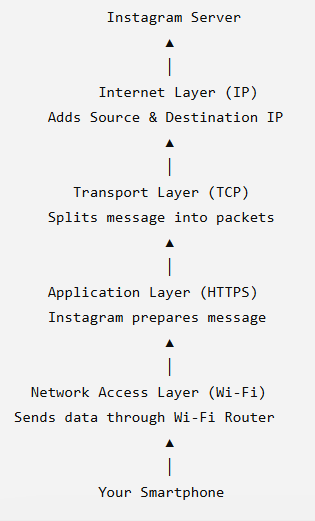 Instagram Server
▲
│
Internet Layer (IP)
Adds Source & Destination IP
▲
│
Transport Layer (TCP)
Splits message into packets
▲
│
Application Layer (HTTPS)
Instagram prepares message
▲
│
Network Access Layer (Wi-Fi)
Sends data through Wi-Fi Router
▲
│
Your Smartphone